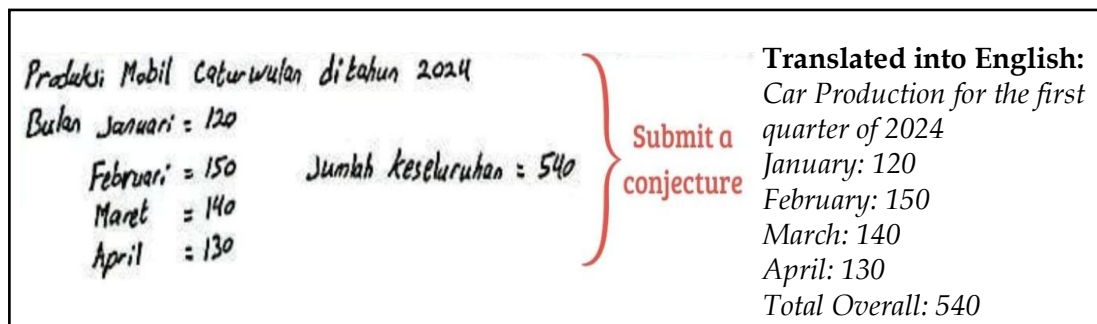 Produksi Mobil Caturwulan ditahun 2024
Bulan Januari = 120
Februari = 150
Jumlah keseluruhan = 540
Maret = 140
April = 130
Submit a
conjecture
Translated into English:
Car Production for the first
quarter of 2024
January: 120
February: 150
March: 140
April: 130
Total Overall: 540